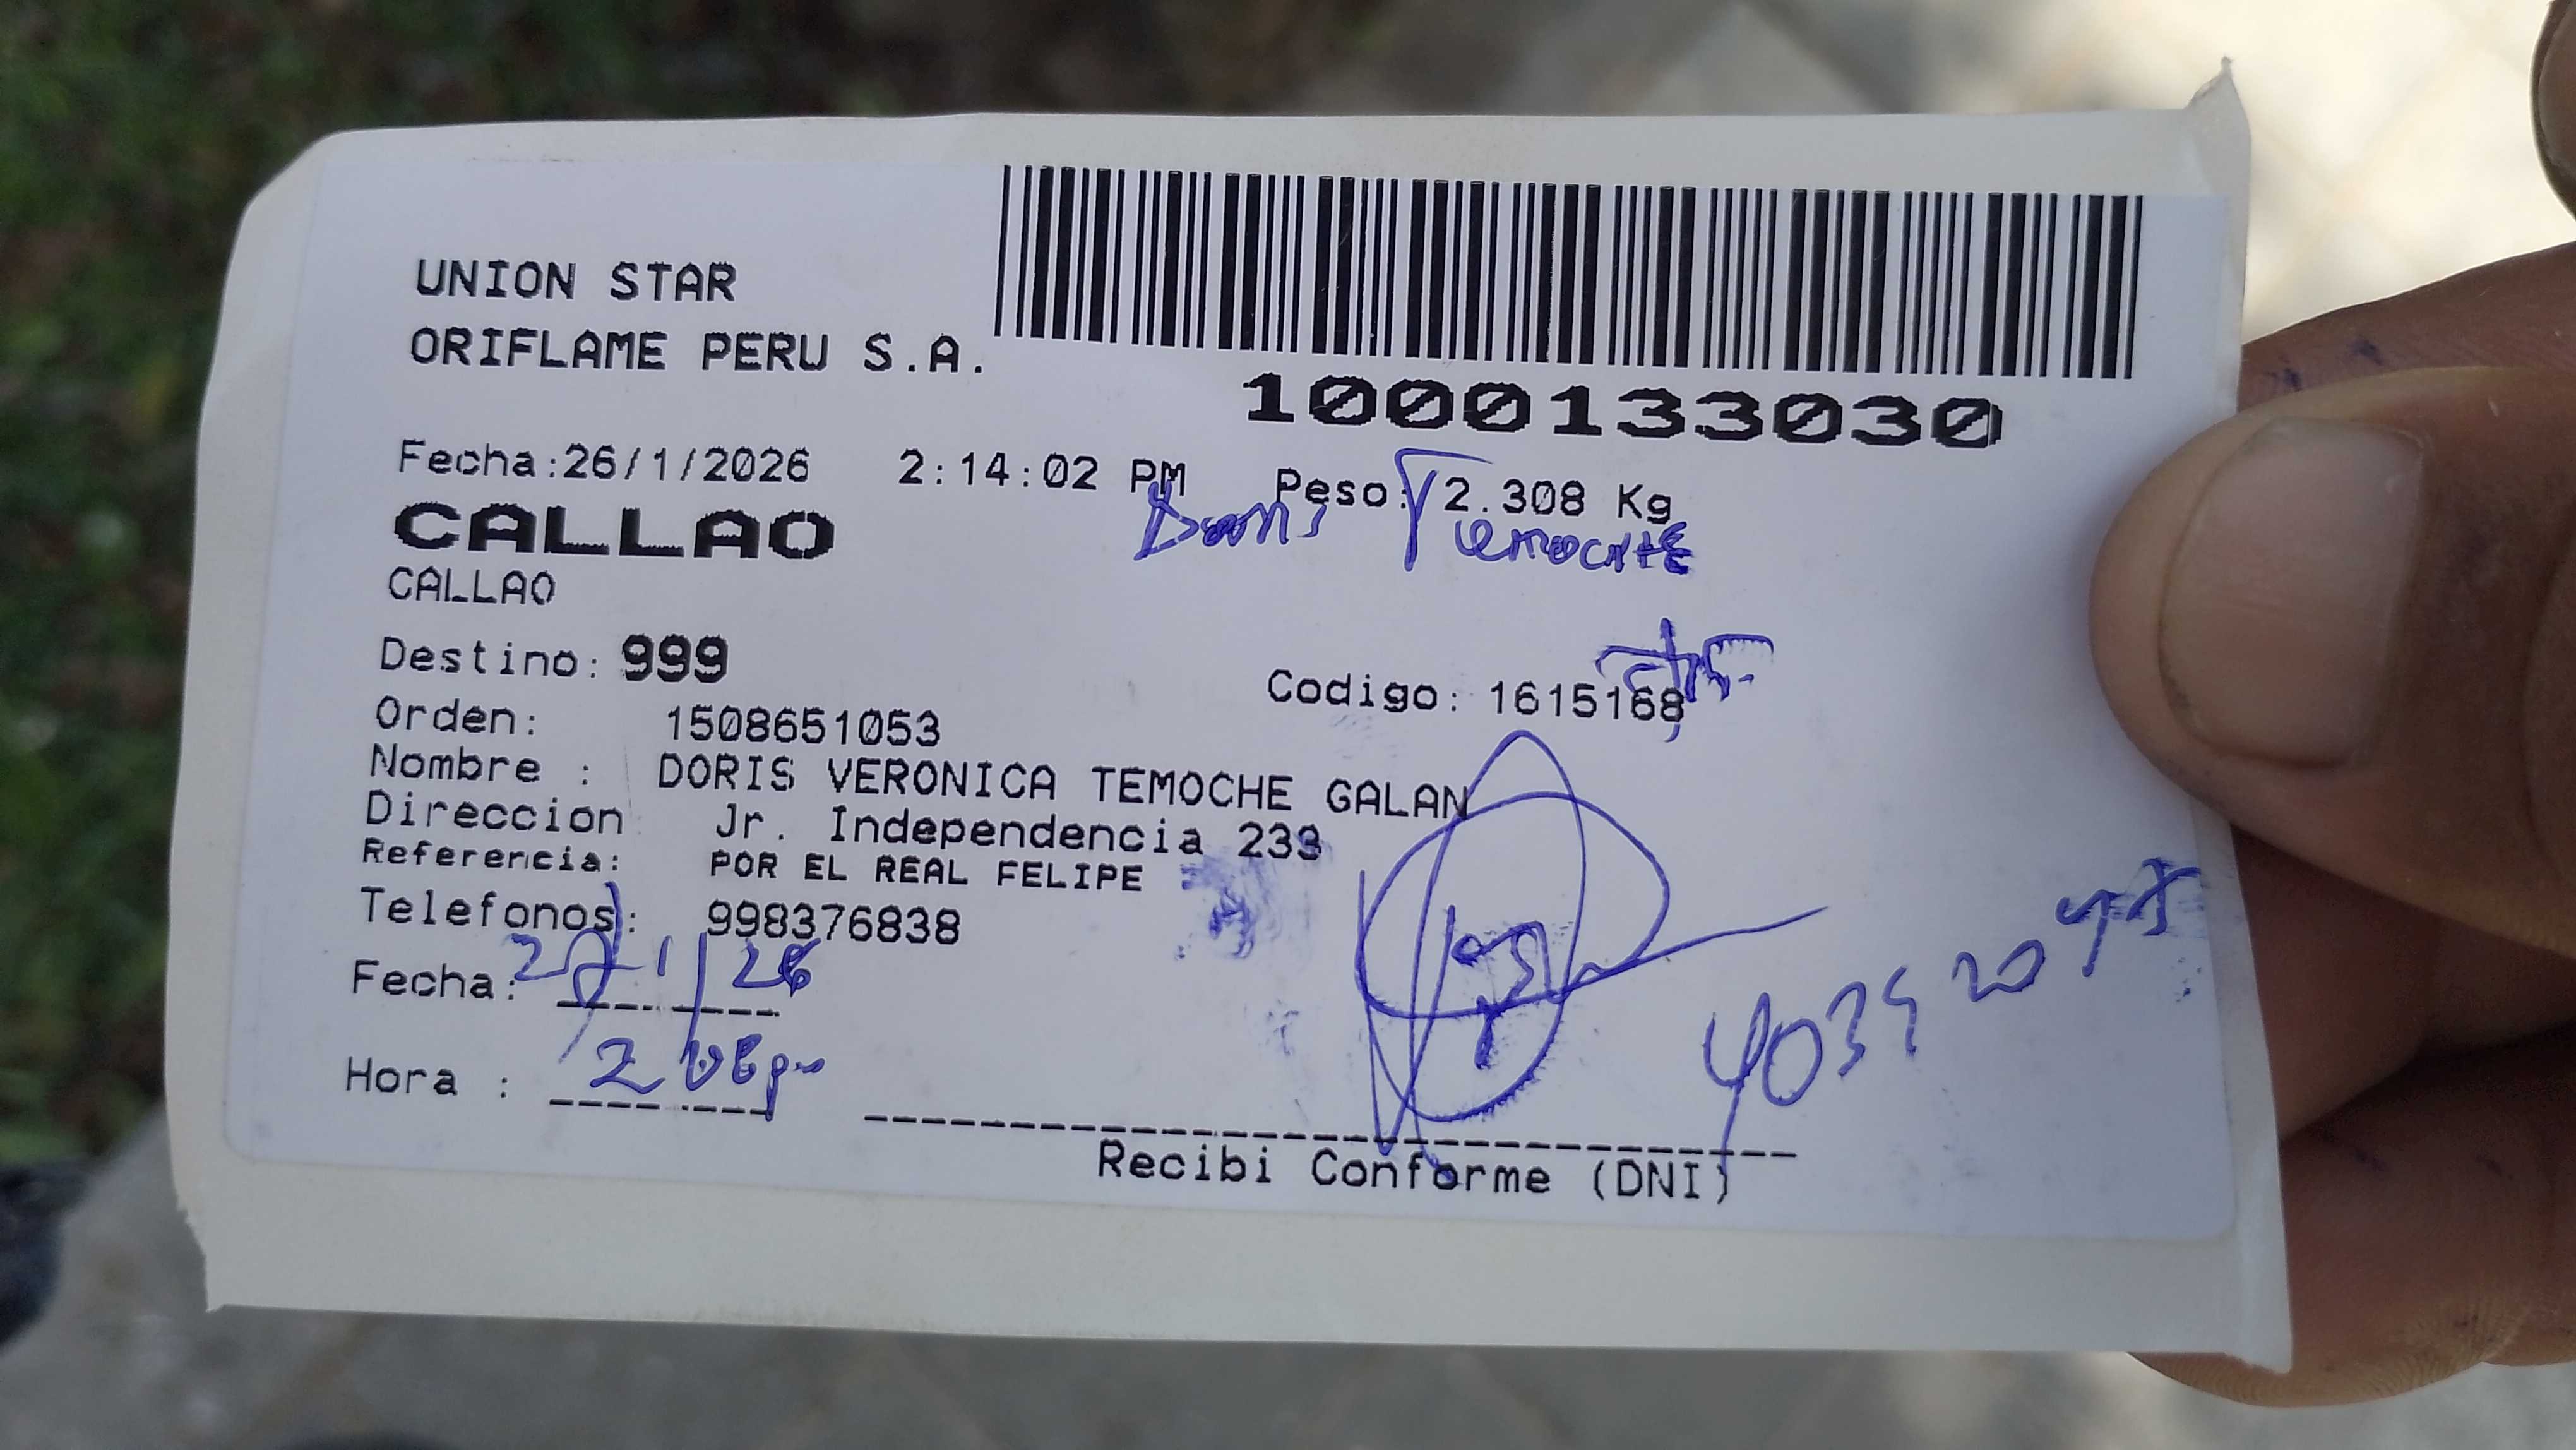 UNION STAR
ORIFLAME PERU S.A.
1000133030
Fecha:26/1/2026 2:14:02 PM Peso: 2.308 Kg
CALLAO
Doris Temoche
CALLAO
Destino: 999
Codigo: 1615168
Orden: 1508651053
Nombre : DORIS VERONICA TEMOCHE GALAN
Direccion Jr. Independencia 233
Referencia: POR EL REAL FELIPE
Telefonos: 998376838
Fecha: 27/1/26
Hora : 2
Recibi Conforme (DNI)